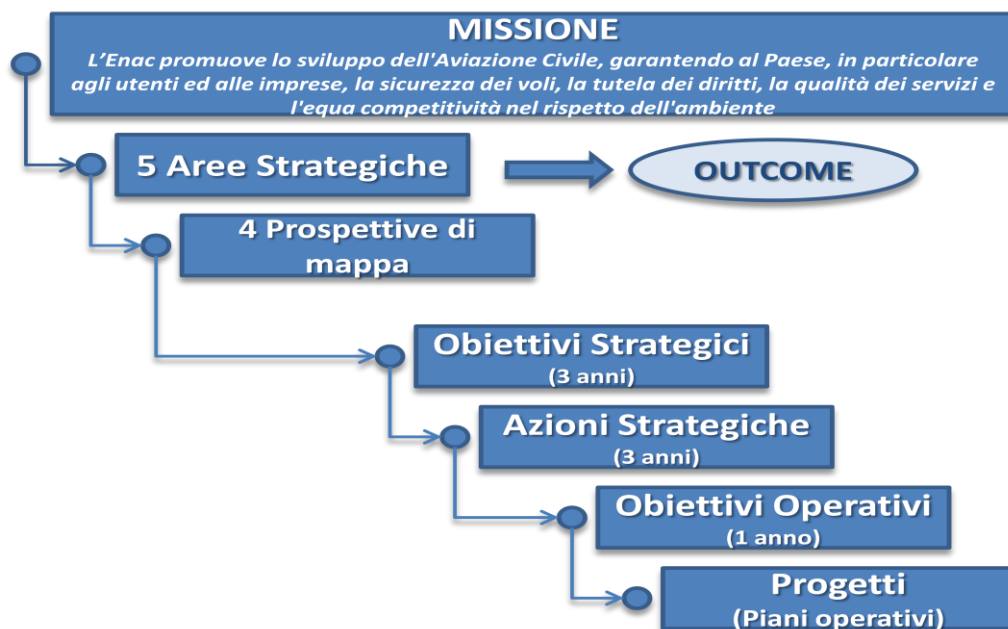 MISSIONE
L'Enac promuove lo sviluppo dell'Aviazione Civile, garantendo al Paese, in particolare
agli utenti ed alle imprese, la sicurezza dei voli, la tutela dei diritti, la qualità dei servizi e
l'equa competitività nel rispetto dell'ambiente
5 Aree Strategiche
OUTCOME
4 Prospettive di
mappa
Obiettivi Strategici
(3 anni)
Azioni Strategiche
(3 anni)
Obiettivi Operativi
(1 anno)
Progetti
(Piani operativi)